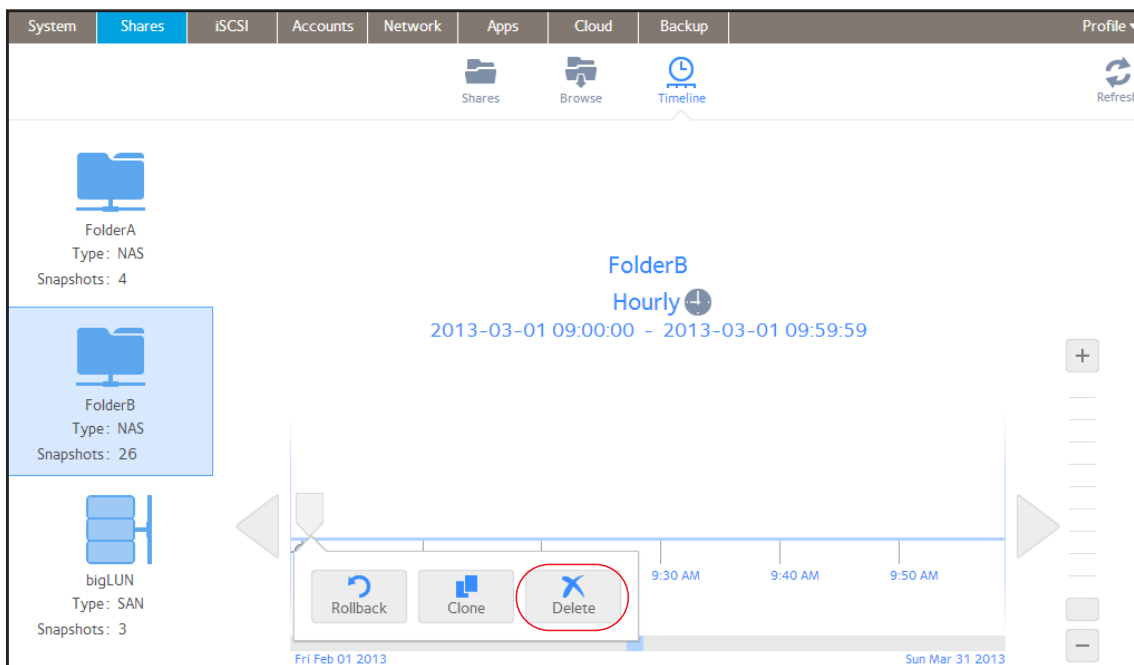 System Shares iSCSI Accounts Network Apps Cloud Backup Profile
Shares Browse Timeline Refresh
FolderA
Type: NAS
Snapshots: 4
FolderB
Type: NAS
Snapshots: 26
bigLUN
Type: SAN
Snapshots: 3
FolderB
Hourly
2013-03-01 09:00:00 - 2013-03-01 09:59:59
+
9:30 AM 9:40 AM 9:50 AM
Rollback Clone Delete
−
Fri Feb 01 2013 Sun Mar 31 2013